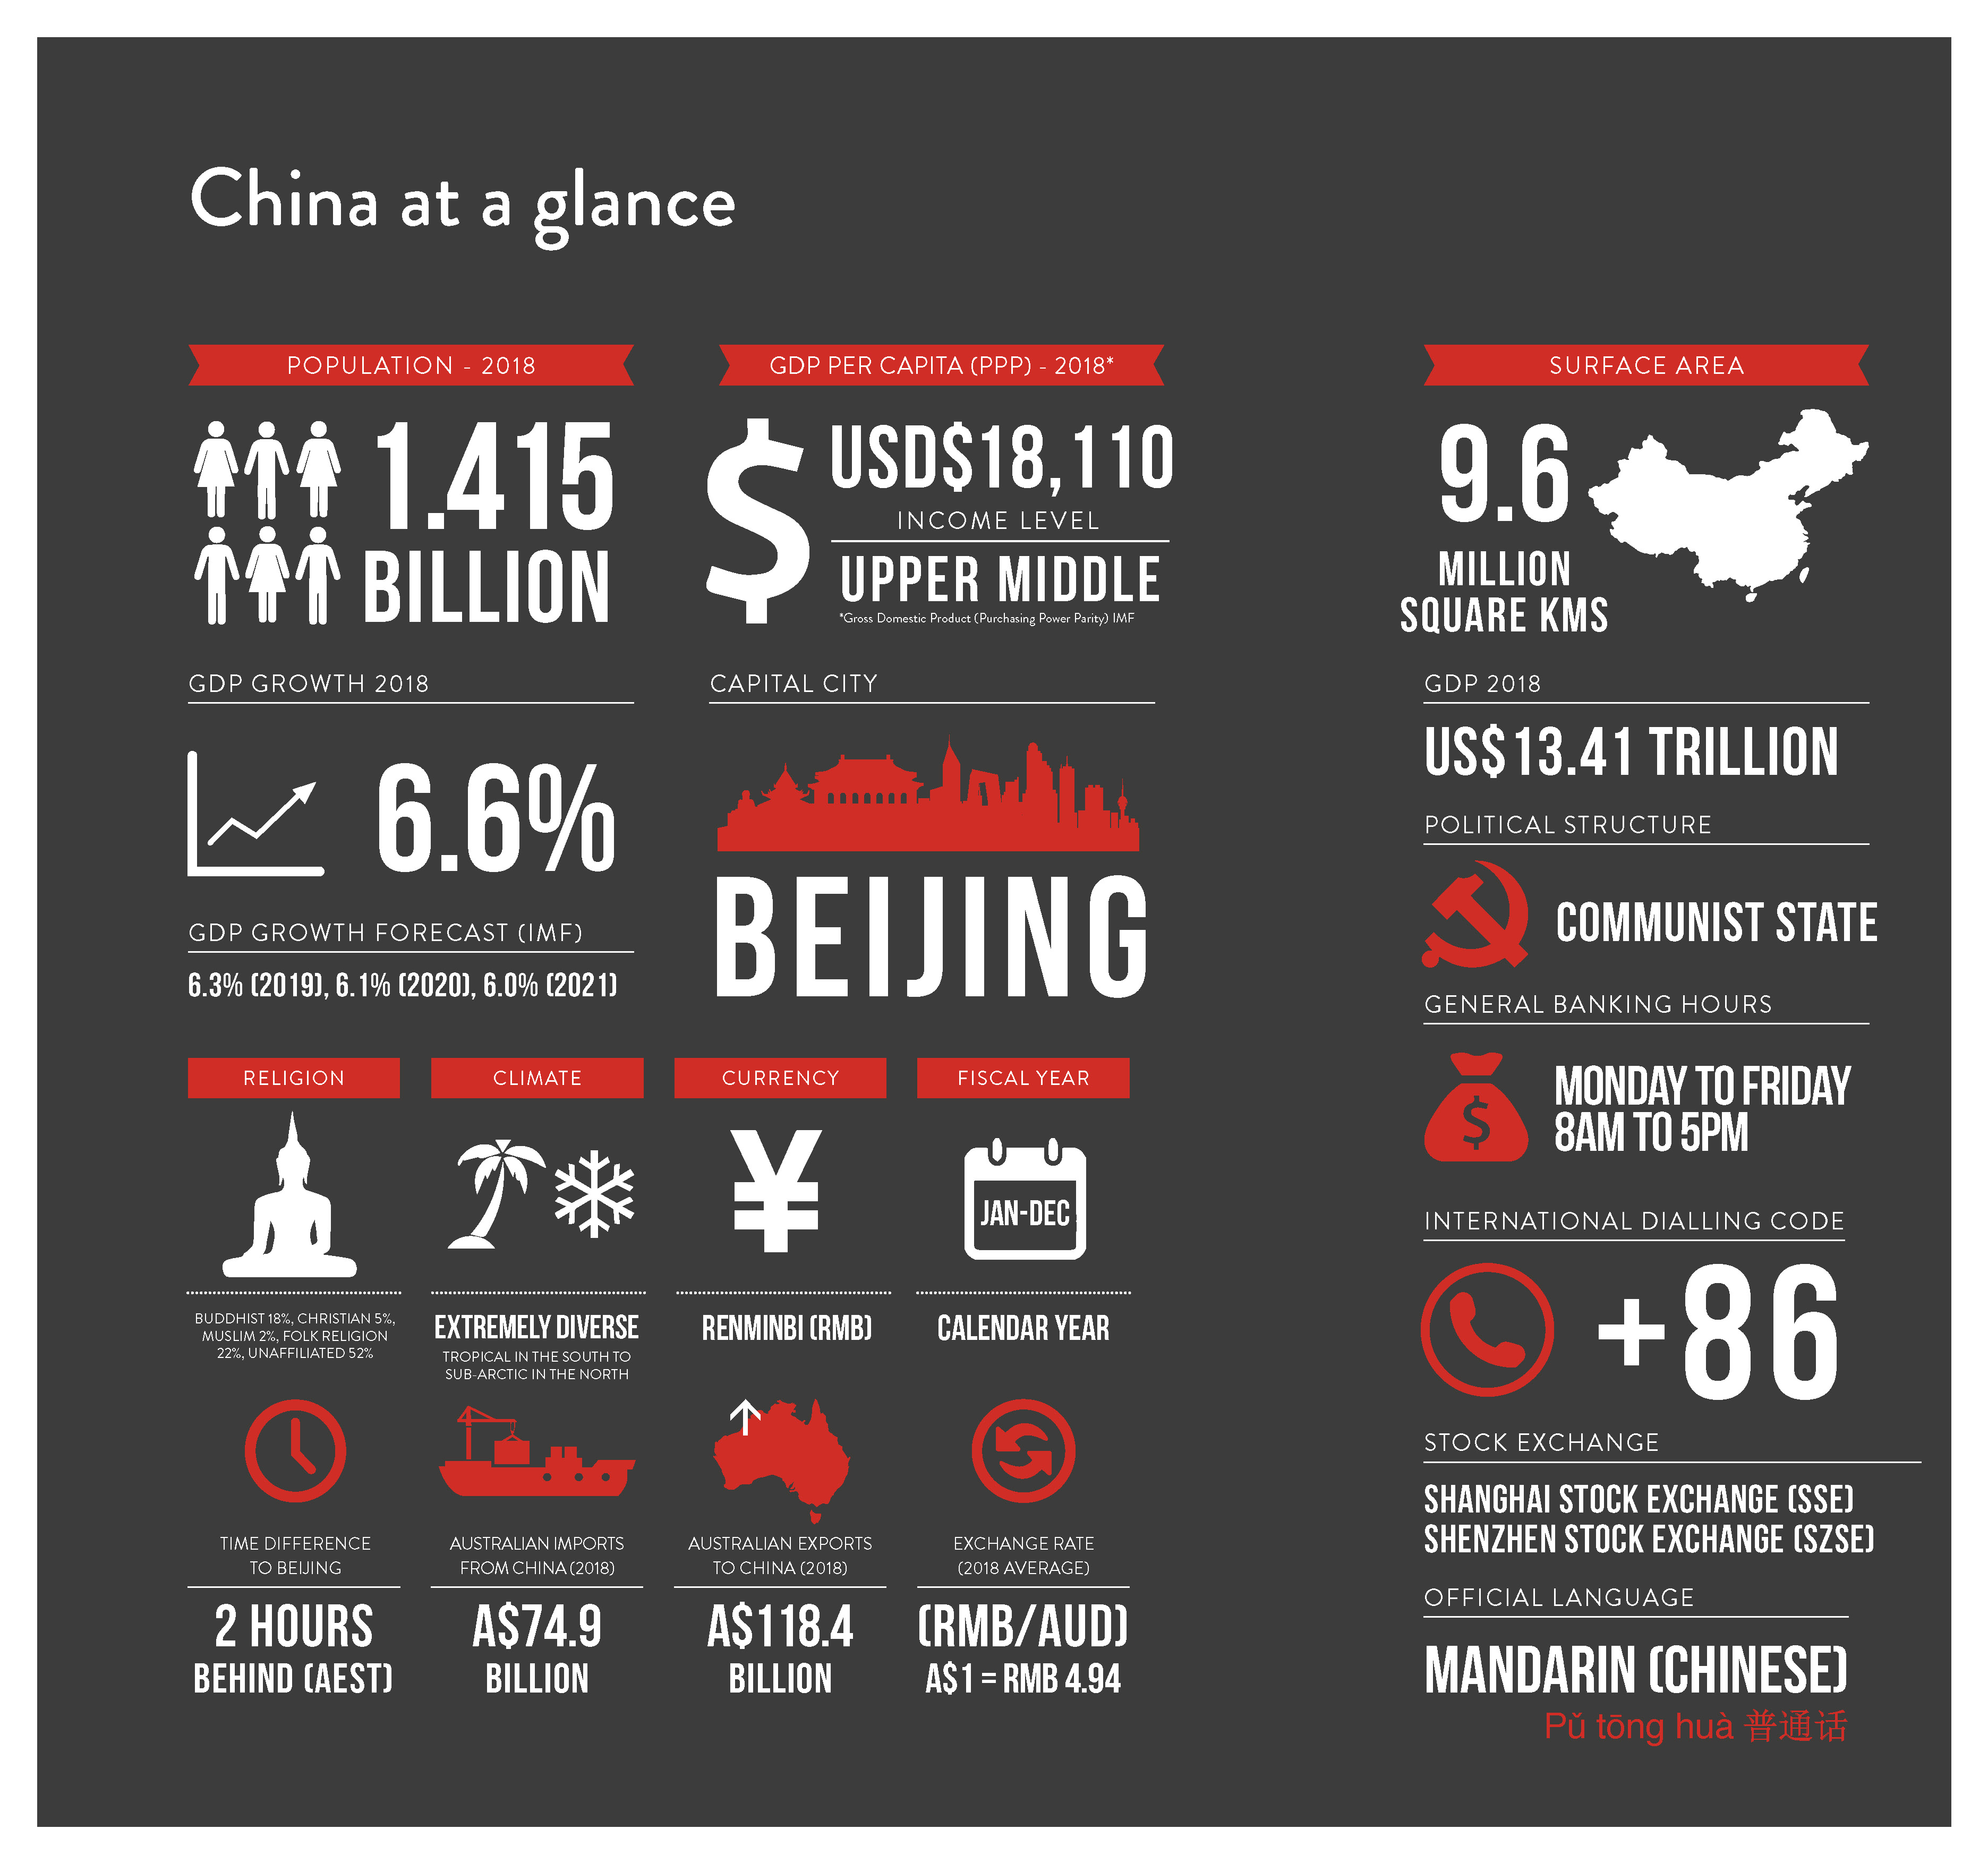 China at a glance
POPULATION - 2018
1.415
BILLION
GDP PER CAPITA (PPP) - 2018*
$
USD$18,110
INCOME LEVEL
UPPER MIDDLE
*Gross Domestic Product (Purchasing Power Parity) IMF
SURFACE AREA
9.6
MILLION
SQUARE KMS
GDP GROWTH 2018
6.6%
GDP GROWTH FORECAST (IMF)
6.3% (2019), 6.1% (2020), 6.0% (2021)
CAPITAL CITY
BEIJING
GDP 2018
US$13.41 TRILLION
POLITICAL STRUCTURE
COMMUNIST STATE
GENERAL BANKING HOURS
$
MONDAY TO FRIDAY
8AM TO 5PM
INTERNATIONAL DIALLING CODE
+86
STOCK EXCHANGE
SHANGHAI STOCK EXCHANGE (SSE)
SHENZHEN STOCK EXCHANGE (SZSE)
OFFICIAL LANGUAGE
MANDARIN (CHINESE)
Pǔ tōng huà 普通话
RELIGION
BUDDHIST 18%, CHRISTIAN 5%,
MUSLIM 2%, FOLK RELIGION
22%, UNAFFILIATED 52%
CLIMATE
EXTREMELY DIVERSE
TROPICAL IN THE SOUTH TO
SUB-ARCTIC IN THE NORTH
CURRENCY
¥
RENMINBI (RMB)
FISCAL YEAR
JAN-DEC
CALENDAR YEAR
TIME DIFFERENCE
TO BEIJING
2 HOURS
BEHIND (AEST)
AUSTRALIAN IMPORTS
FROM CHINA (2018)
A$74.9
BILLION
AUSTRALIAN EXPORTS
TO CHINA (2018)
A$118.4
BILLION
EXCHANGE RATE
(2018 AVERAGE)
(RMB/AUD)
A$1 = RMB 4.94